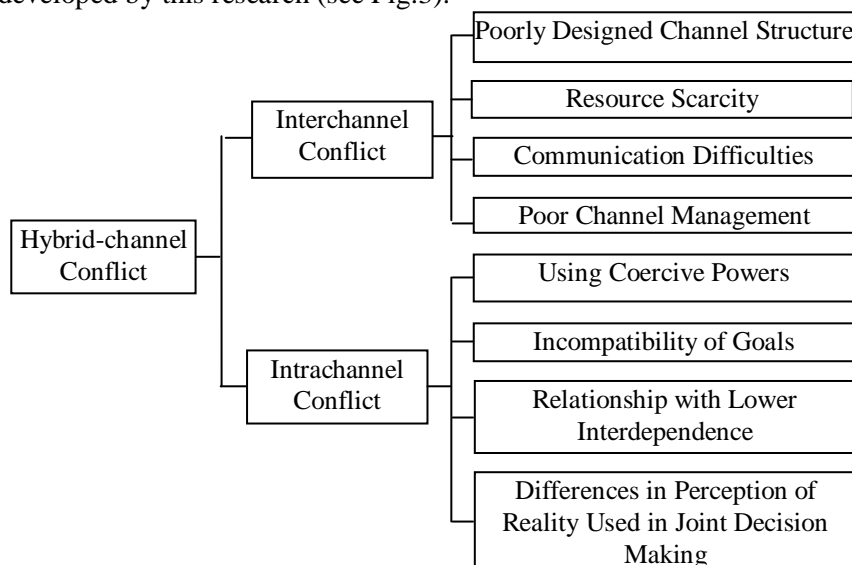 developed by this research (see Fig.3).
Poorly Designed Channel Structure
Resource Scarcity
Interchannel
Conflict
Communication Difficulties
Poor Channel Management
Hybrid-channel
Conflict
Using Coercive Powers
Incompatibility of Goals
Intrachannel
Conflict
Relationship with Lower
Interdependence
Differences in Perception of
Reality Used in Joint Decision
Making